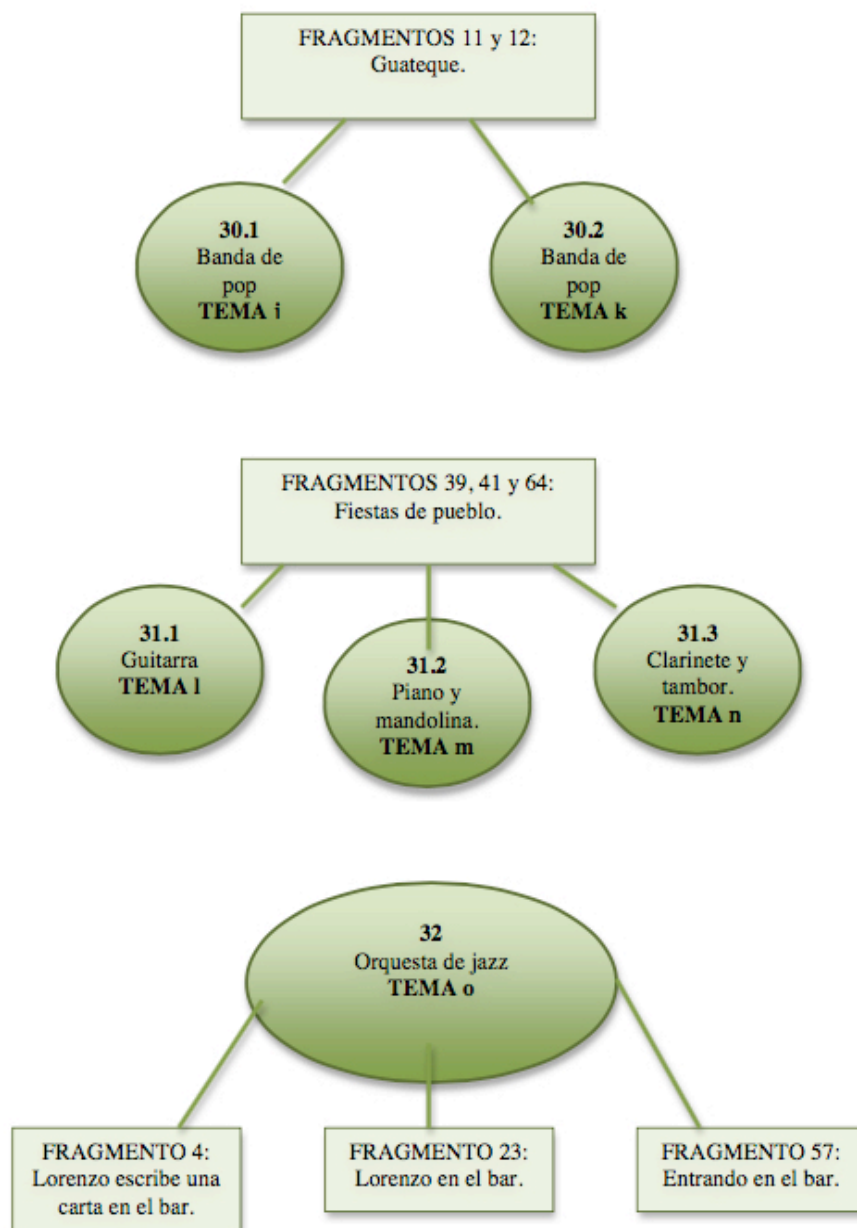 FRAGMENTOS 11 y 12:
Guateque.
30.1
Banda de
pop
TEMA i
30.2
Banda de
pop
TEMA k
FRAGMENTOS 39, 41 y 64:
Fiestas de pueblo.
31.1
Guitarra
TEMA l
31.2
Piano y
mandolina.
TEMA m
31.3
Clarinete y
tambor.
TEMA n
32
Orquesta de jazz
TEMA o
FRAGMENTO 4:
Lorenzo escribe una
carta en el bar.
FRAGMENTO 23:
Lorenzo en el bar.
FRAGMENTO 57:
Entrando en el bar.